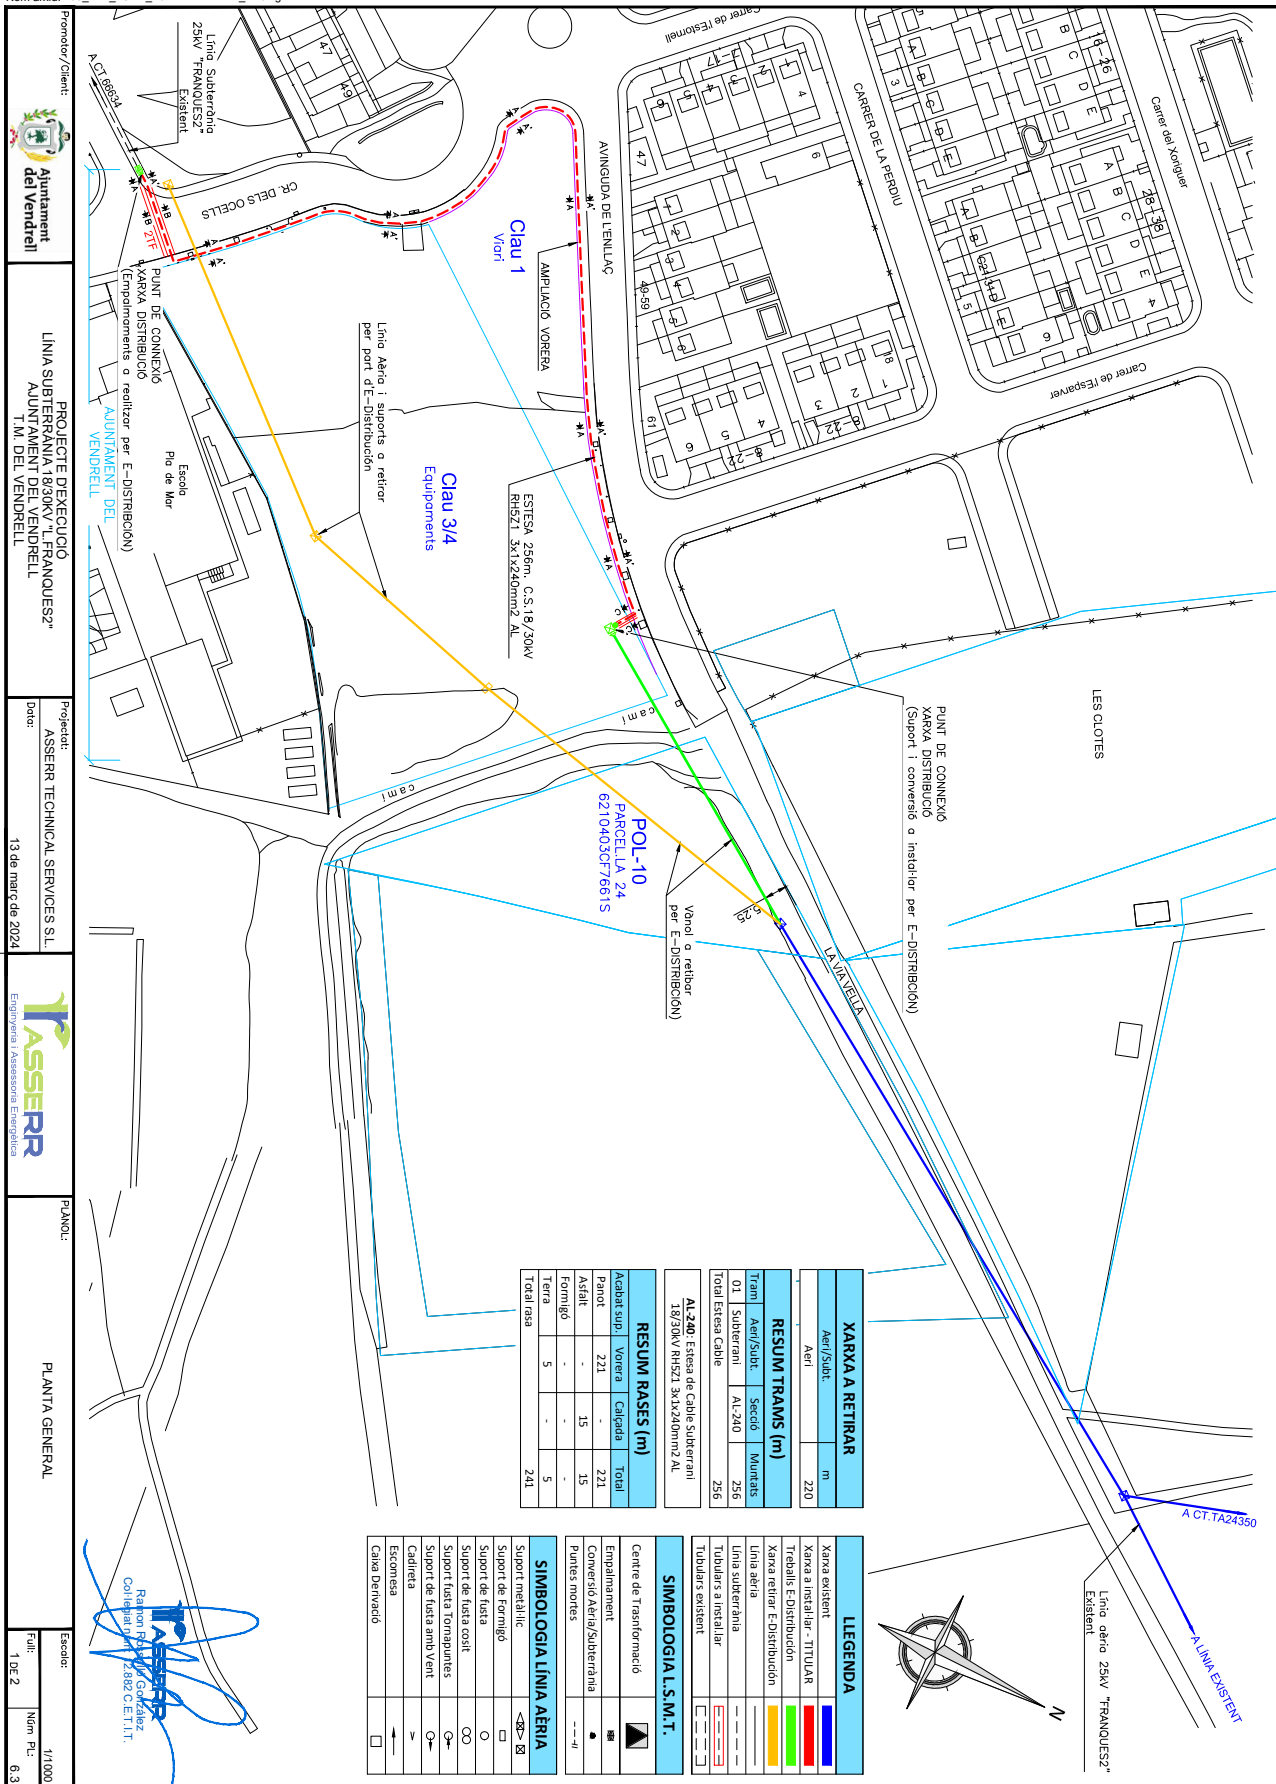 Carrer de l'Estornell
CARRER DE LA PERDIU
Carrer del Xoriguer
Carrer de l'Esparver
AVINGUDA DE L'ENLLAÇ
CR. DELS OCELLS
LES CLOTES
LA VIA VELLA
camí
camí
Línia Subterrània
25kV "FRANQUES2"
Existent
A CT.66634
2TF
Clau 1
Viari
AMPLIACIÓ VORERA
PUNT DE CONNEXIÓ
XARXA DISTRIBUCIÓ
(Empalmaments a realitzar per E-DISTRIBCIÓN)
AJUNTAMENT DEL
VENDRELL
Escola
Pla de Mar
Línia Aèria i suports a retirar
per part d'E-Distribución
Clau 3/4
Equipaments
ESTESA 256m. C.S.18/30kV
RH5Z1 3x1x240mm2 AL
PUNT DE CONNEXIÓ
XARXA DISTRIBUCIÓ
(Suport i conversió a instal·lar per E-DISTRIBCIÓN)
POL-10
PARCEL.LA 24
6210403CF7661S
Vànol a retibar
per E-DISTRIBCIÓN)
5.25
A CT.TA24350
A LÍNIA EXISTENT
Línia aèria 25kV "FRANQUES2"
Existent
N
XARXA A RETIRAR
Aeri/Subt. m
Aeri 220
RESUM TRAMS (m)
Tram Aeri/Subt. Secció Muntats
01 Subterrani AL-240 256
Total Estesa Cable 256
AL-240: Estesa de Cable Subterrani
18/30kV RH5Z1 3x1x240mm2 AL
RESUM RASES (m)
Acabat sup. Vorera Calçada Total
Panot 221 - 221
Asfalt - 15 15
Formigó - - -
Terra 5 - 5
Total rasa 241
LLEGENDA
Xarxa existent
Xarxa a instal·lar - TITULAR
Treballs E-Distribución
Xarxa retirar E-Distribución
Línia aèria
Línia subterrània
Tubulars a instal.lar
Tubulars existent
SIMBOLOGIA L.S.M.T.
Centre de Trasnformació
Empalmament
Conversió Aèria/Subterrània
Puntes mortes
SIMBOLOGIA LÍNIA AÈRIA
Suport metàl·lic
Suport de Formigó
Suport de fusta
Suport de fusta cosit
Suport fusta Tornapuntes
Suport de fusta amb Vent
Cadireta
Escomesa
Caixa Derivació
Promotor/Client:
Ajuntament
del Vendrell
PROJECTE D'EXECUCIÓ
LÍNIA SUBTERRÀNIA 18/30KV "L.FRANQUES2"
AJUNTAMENT DEL VENDRELL
T.M. DEL VENDRELL
Projectat:
ASSERR TECHNICAL SERVICES S.L.
Data:
13 de març de 2024
ASSERR
Enginyeria i Assessoria Energètica
PLÀNOL:
PLANTA GENERAL
ASSERR
C.E.T.I.T.
Escala:
1/1000
Full:
1 DE 2
Núm PL:
6.3